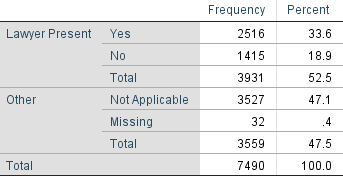 Frequency Percent
Lawyer Present Yes 2516 33.6
No 1415 18.9
Total 3931 52.5
Other Not Applicable 3527 47.1
Missing 32 .4
Total 3559 47.5
Total 7490 100.0